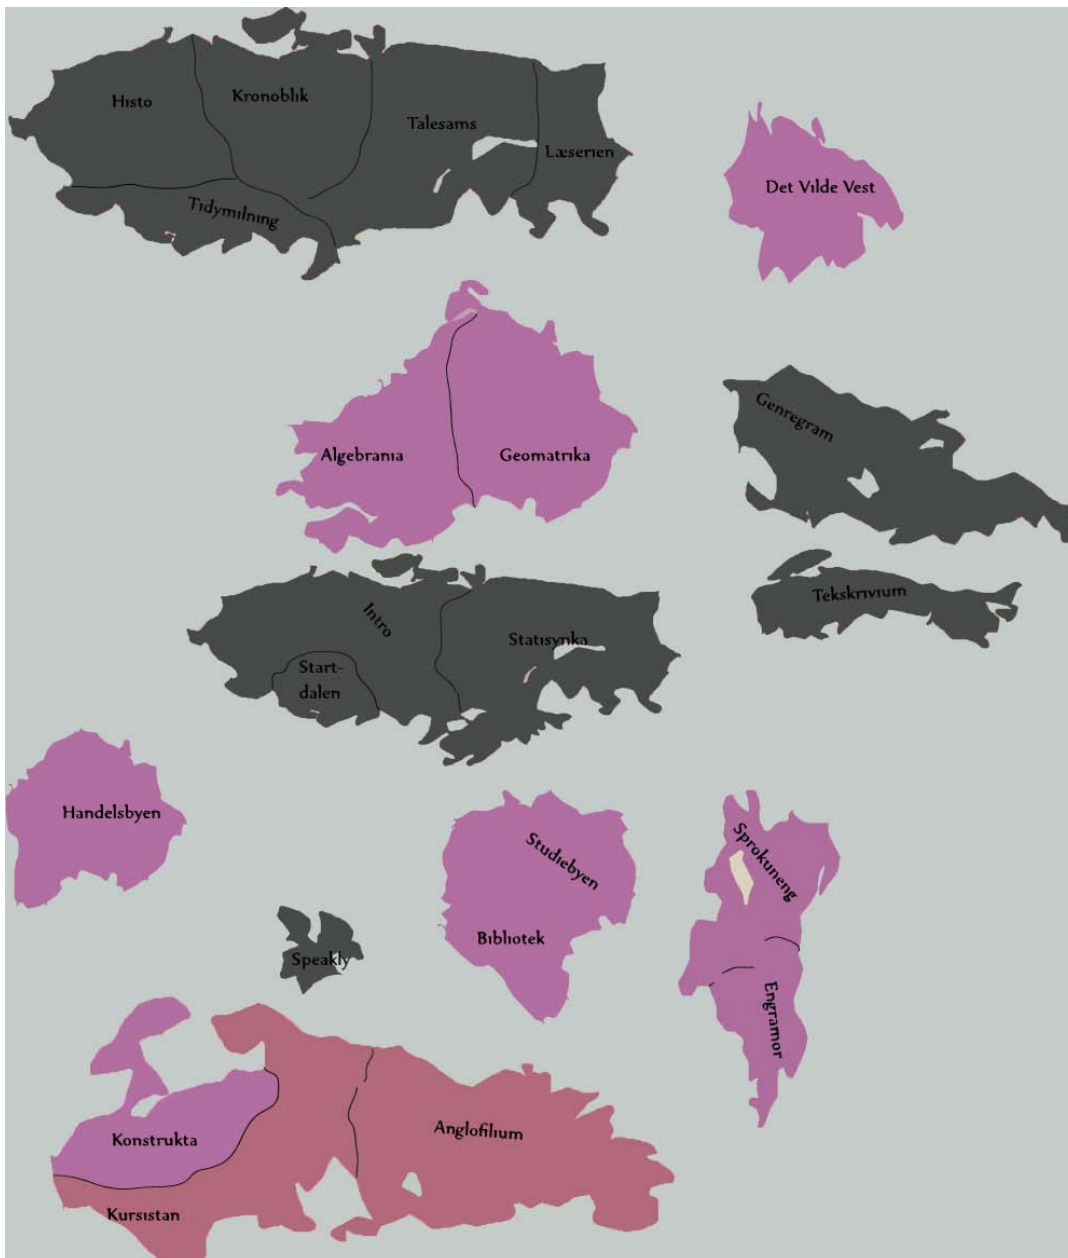 Histo
Kronoblik
Talesams
Læserien
Tidymilning
Det Vilde Vest
Algebrania
Geomatrika
Genregram
Tekskrivium
Intro
Statisynka
Start-
dalen
Handelsbyen
Studiebyen
Bibliotek
Sprokuneng
Engramor
Speakly
Konstrukta
Anglofilium
Kursistan